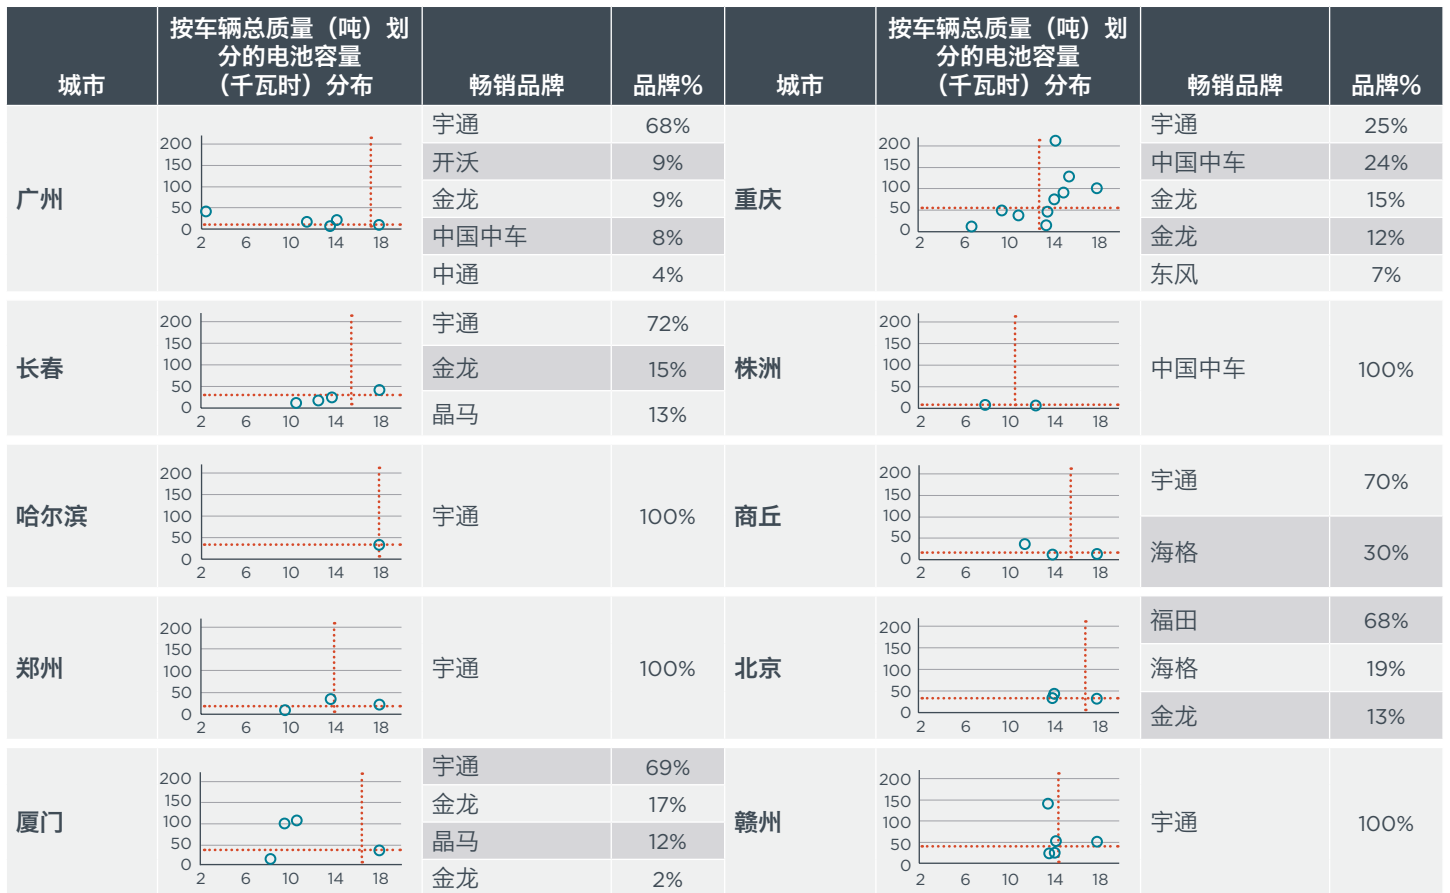 城市
按车辆总质量（吨）划
分的电池容量
（千瓦时）分布
畅销品牌
品牌%
城市
按车辆总质量（吨）划
分的电池容量
（千瓦时）分布
畅销品牌
品牌%
广州
200
150
100
50
0
2 6 10 14 18
宇通 68%
开沃 9%
金龙 9%
中国中车 8%
中通 4%
重庆
200
150
100
50
0
2 6 10 14 18
宇通 25%
中国中车 24%
金龙 15%
金龙 12%
东风 7%
长春
200
150
100
50
0
2 6 10 14 18
宇通 72%
金龙 15%
晶马 13%
株洲
200
150
100
50
0
2 6 10 14 18
中国中车 100%
哈尔滨
200
150
100
50
0
2 6 10 14 18
宇通 100%
商丘
200
150
100
50
0
2 6 10 14 18
宇通 70%
海格 30%
郑州
200
150
100
50
0
2 6 10 14 18
宇通 100%
北京
200
150
100
50
0
2 6 10 14 18
福田 68%
海格 19%
金龙 13%
厦门
200
150
100
50
0
2 6 10 14 18
宇通 69%
金龙 17%
晶马 12%
金龙 2%
赣州
200
150
100
50
0
2 6 10 14 18
宇通 100%